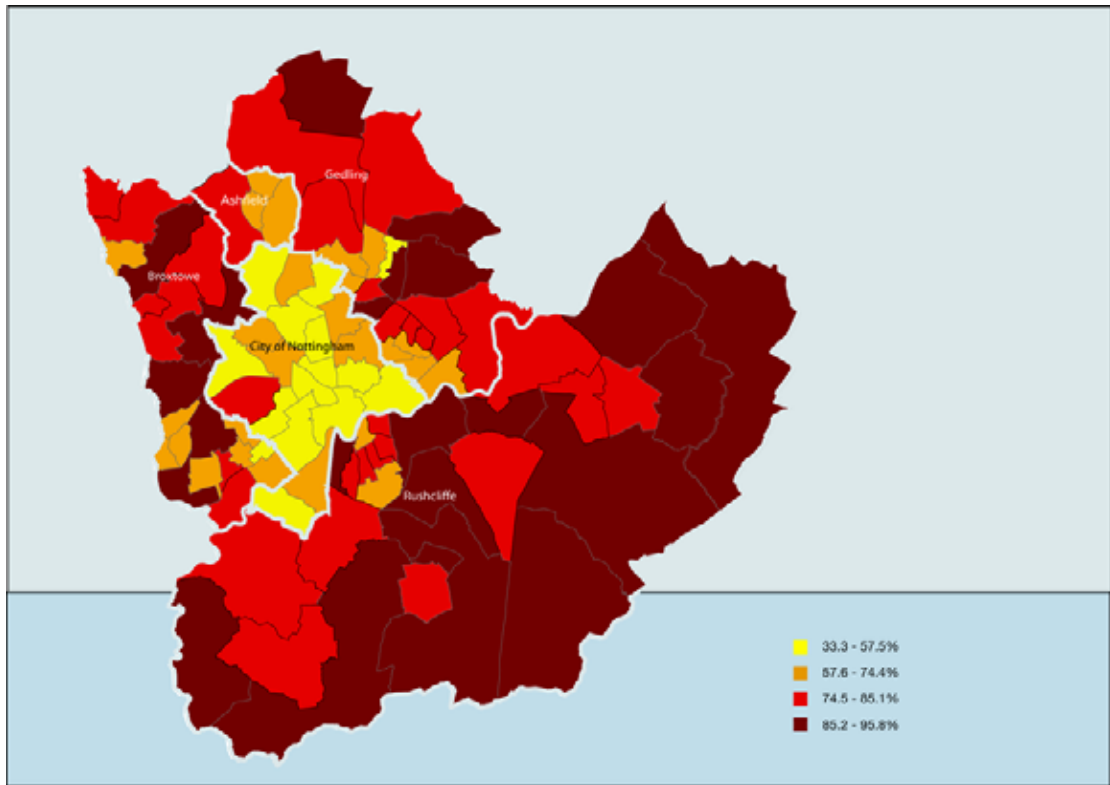 Gedling
Ashfield
Broxtowe
City of Nottingham
Rushcliffe
33.3 - 57.5%
57.6 - 74.4%
74.5 - 85.1%
85.2 - 95.8%